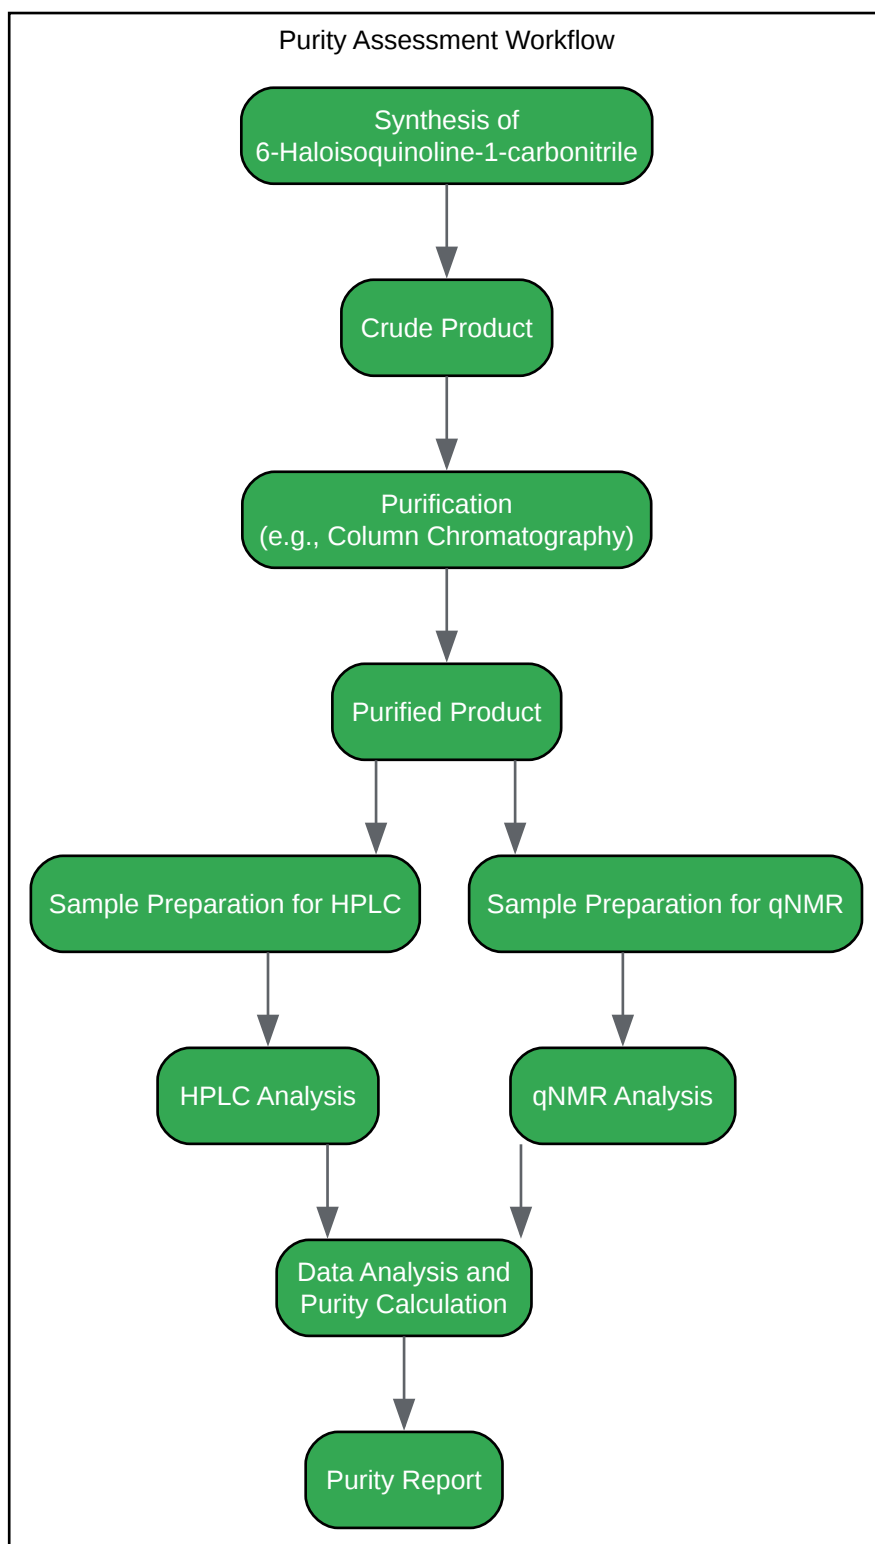 Purity Assessment Workflow
Synthesis of
6-Haloisoquinoline-1-carbonitrile
Crude Product
Purification
(e.g., Column Chromatography)
Purified Product
Sample Preparation for HPLC
Sample Preparation for qNMR
HPLC Analysis
qNMR Analysis
Data Analysis and
Purity Calculation
Purity Report